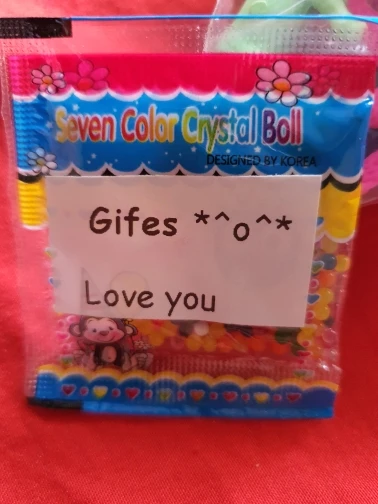 Seven Color Crystal Boll
DESIGNED BY KOREA
Gifes *^o^*
Love you